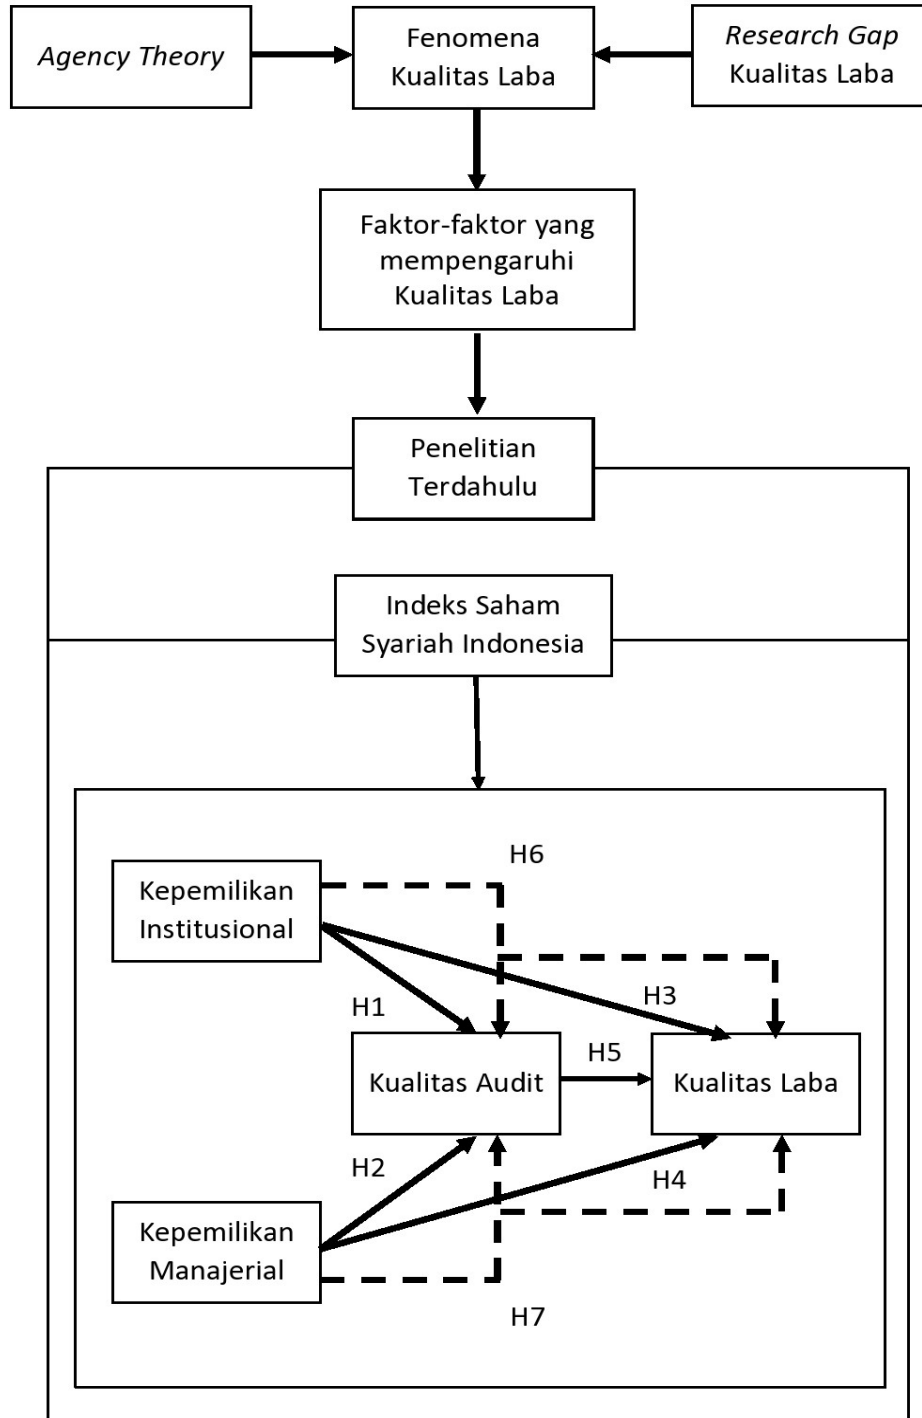 Agency Theory
Fenomena
Kualitas Laba
Research Gap
Kualitas Laba
Faktor-faktor yang
mempengaruhi
Kualitas Laba
Penelitian
Terdahulu
Indeks Saham
Syariah Indonesia
H6
Kepemilikan
Institusional
H1
H3
Kualitas Audit
H5
Kualitas Laba
H2
H4
Kepemilikan
Manajerial
H7